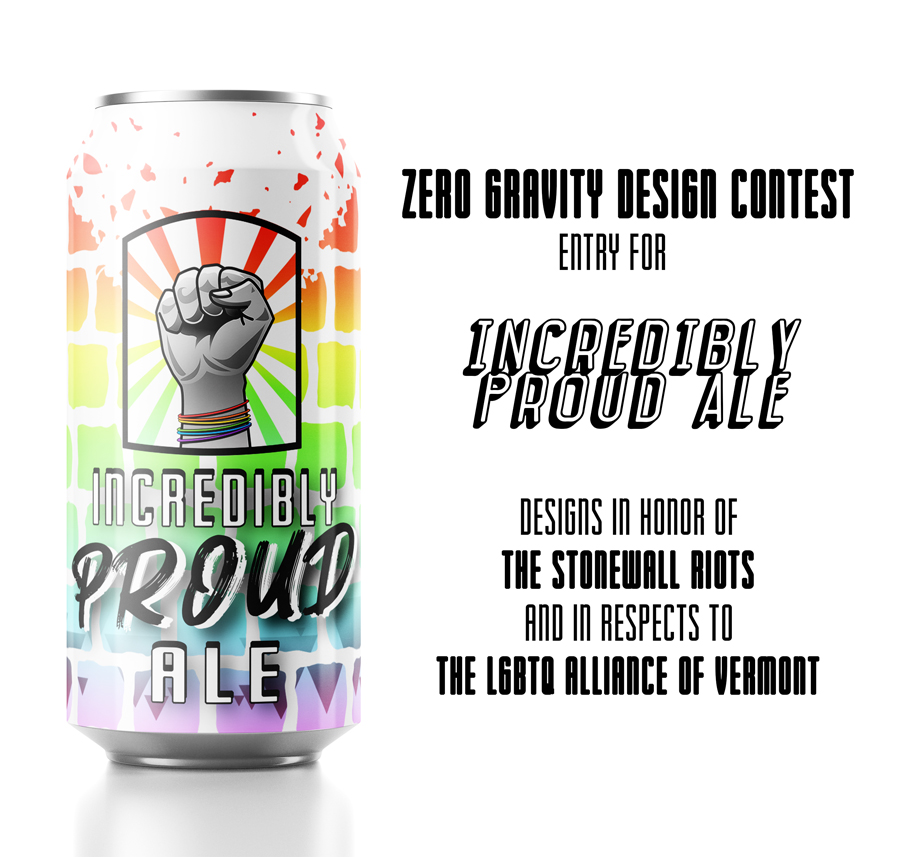 INCREDIBLY
PROUD
ALE
ZERO GRAVITY DESIGN CONTEST
ENTRY FOR
INCREDIBLY
PROUD ALE
DESIGNS IN HONOR OF
THE STONEWALL RIOTS
AND IN RESPECTS TO
THE LGBTQ ALLIANCE OF VERMONT